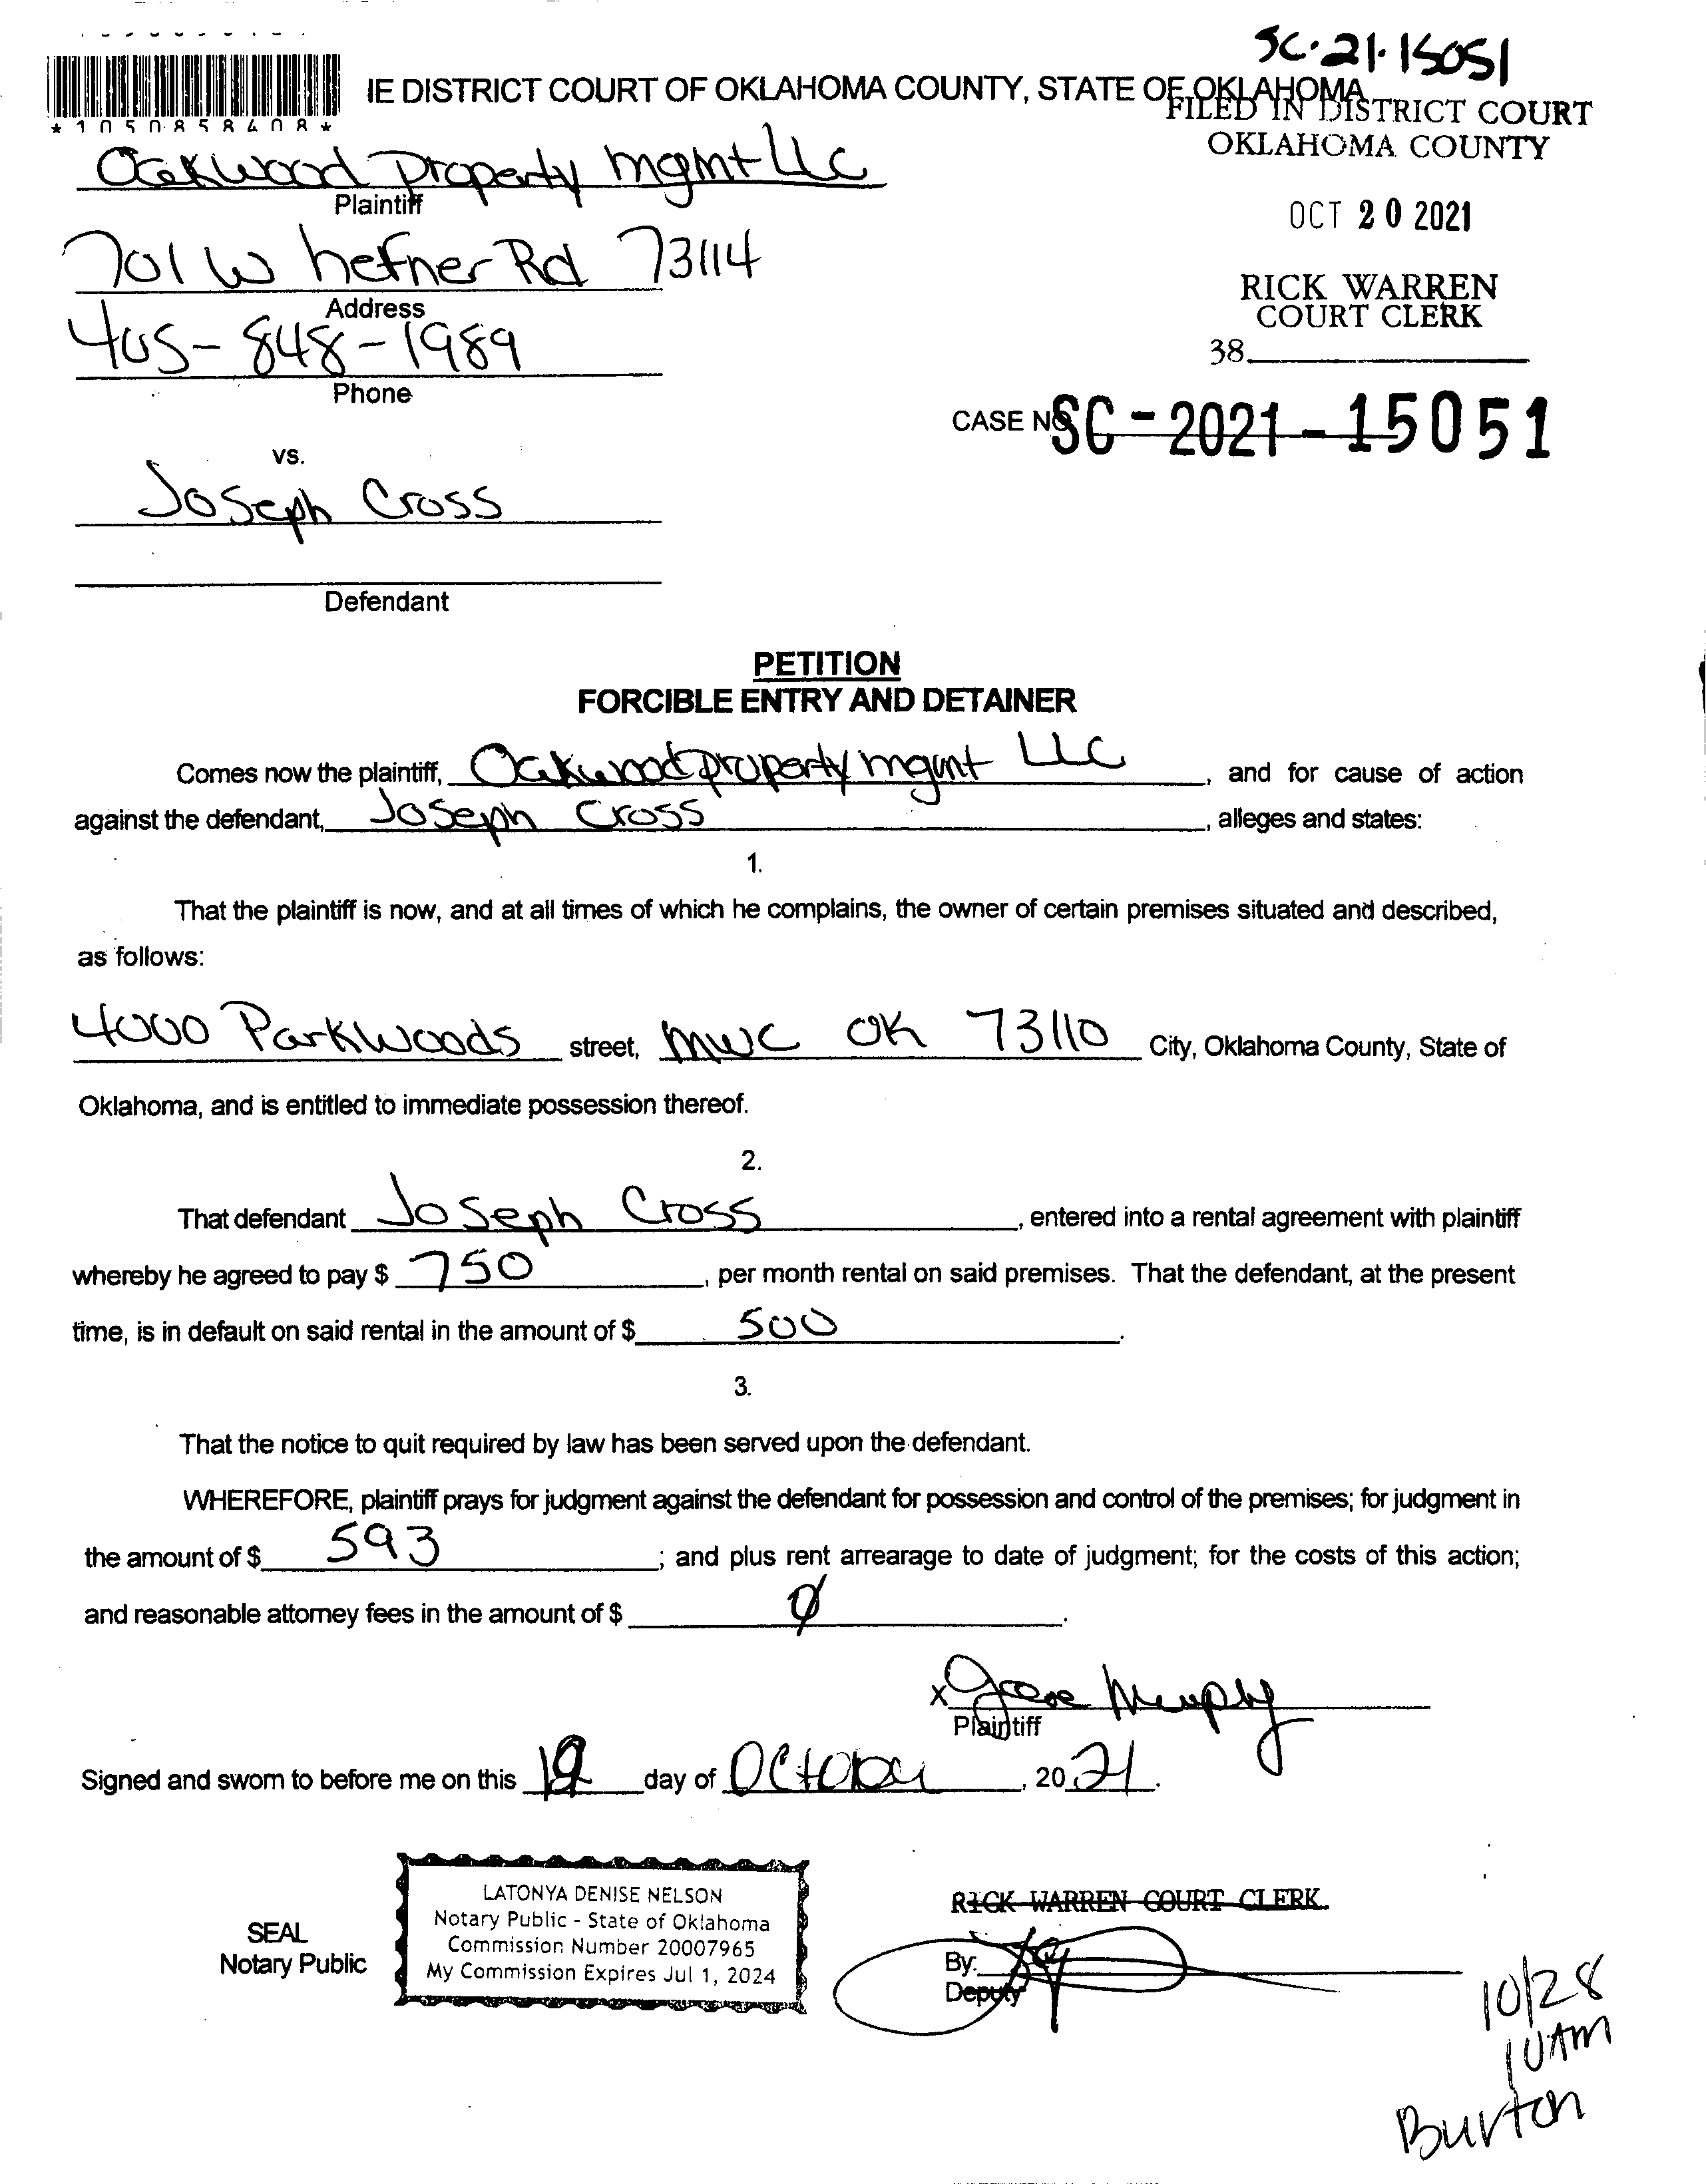 SC-21-15051
IE DISTRICT COURT OF OKLAHOMA COUNTY, STATE OF OKLAHOMA
FILED IN DISTRICT COURT
OKLAHOMA COUNTY
*1050858408*
Oakwood Property mgmt LLC
Plaintiff
OCT 20 2021
701 W hefner Rd 73114
Address
RICK WARREN
COURT CLERK
405-848-1989
38
Phone
CASE NO SC-2021-15051
vs.
Joseph Cross
Defendant
PETITION
FORCIBLE ENTRY AND DETAINER
Comes now the plaintiff, Oakwood property mgmt LLC, and for cause of action
against the defendant, Joseph Cross, alleges and states:
1.
That the plaintiff is now, and at all times of which he complains, the owner of certain premises situated and described,
as follows:
4000 Parkwoods street, MWC OK 73110 City, Oklahoma County, State of
Oklahoma, and is entitled to immediate possession thereof.
2.
That defendant Joseph Cross, entered into a rental agreement with plaintiff
whereby he agreed to pay $ 750, per month rental on said premises. That the defendant, at the present
time, is in default on said rental in the amount of $ 500.
3.
That the notice to quit required by law has been served upon the defendant.
WHEREFORE, plaintiff prays for judgment against the defendant for possession and control of the premises; for judgment in
the amount of $ 593; and plus rent arrearage to date of judgment; for the costs of this action;
and reasonable attorney fees in the amount of $ 0.
x Murphy
Plaintiff
Signed and sworn to before me on this 19 day of October, 2021.
SEAL
Notary Public
LATONYA DENISE NELSON
Notary Public - State of Oklahoma
Commission Number 20007965
My Commission Expires Jul 1, 2024
RICK WARREN COURT CLERK
By:
Deputy
10/28
10AM
Burton